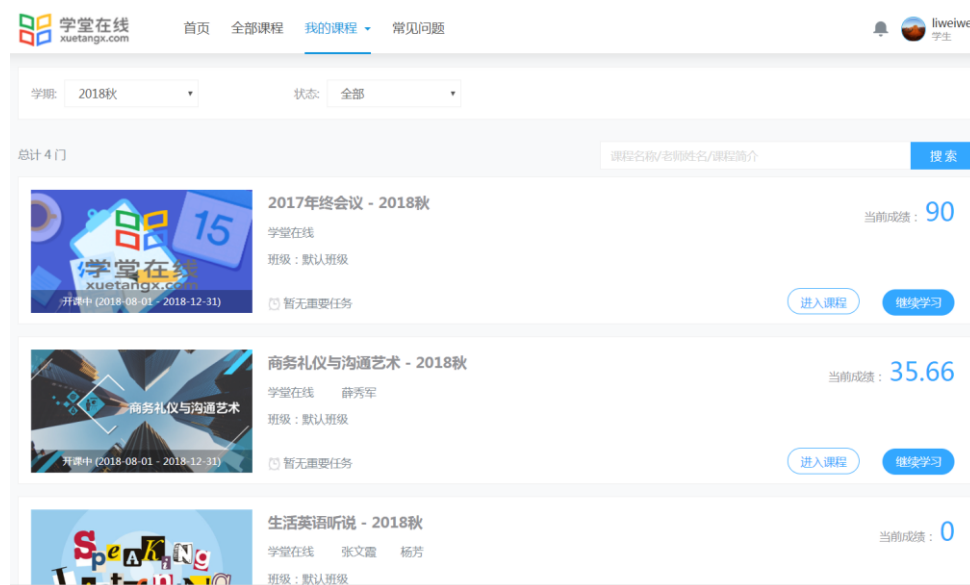 学堂在线
xuetangx.com
首页 全部课程 我的课程 常见问题
liweiwe
学生
学期: 2018秋 状态: 全部
总计 4 门
课程名称/老师姓名/课程简介 搜 索
15
学堂在线
xuetangx.com
开课中 (2018-08-01 - 2018-12-31)
2017年终会议 - 2018秋
学堂在线
班级：默认班级
暂无重要任务
当前成绩： 90
进入课程 继续学习
商务礼仪与沟通艺术
开课中 (2018-08-01 - 2018-12-31)
商务礼仪与沟通艺术 - 2018秋
学堂在线 薛秀军
班级：默认班级
暂无重要任务
当前成绩： 35.66
进入课程 继续学习
SpeaKiNg
生活英语听说 - 2018秋
学堂在线 张文霞 杨芳
班级：默认班级
当前成绩： 0